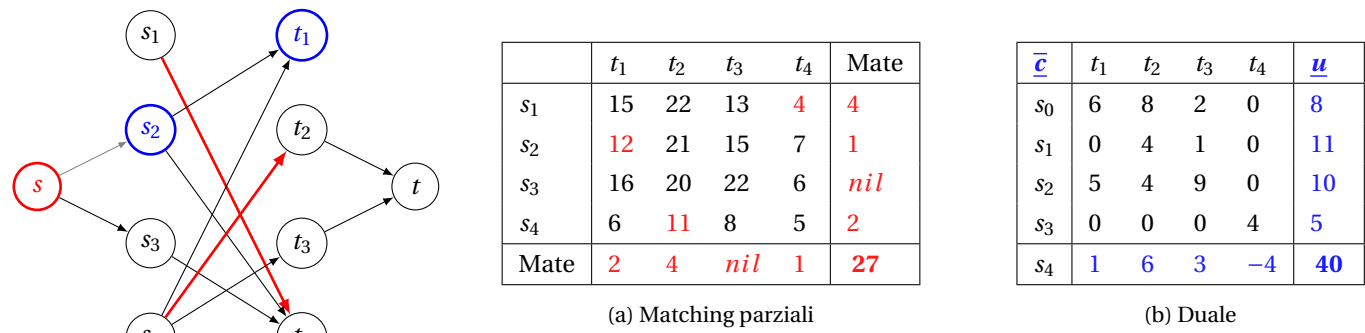 s1
t1
s2
t2
s
t
s3
t3
t1 t2 t3 t4 Mate
s1 15 22 13 4 4
s2 12 21 15 7 1
s3 16 20 22 6 nil
s4 6 11 8 5 2
Mate 2 4 nil 1 27
(a) Matching parziali
c t1 t2 t3 t4 u
s0 6 8 2 0 8
s1 0 4 1 0 11
s2 5 4 9 0 10
s3 0 0 0 4 5
s4 1 6 3 −4 40
(b) Duale